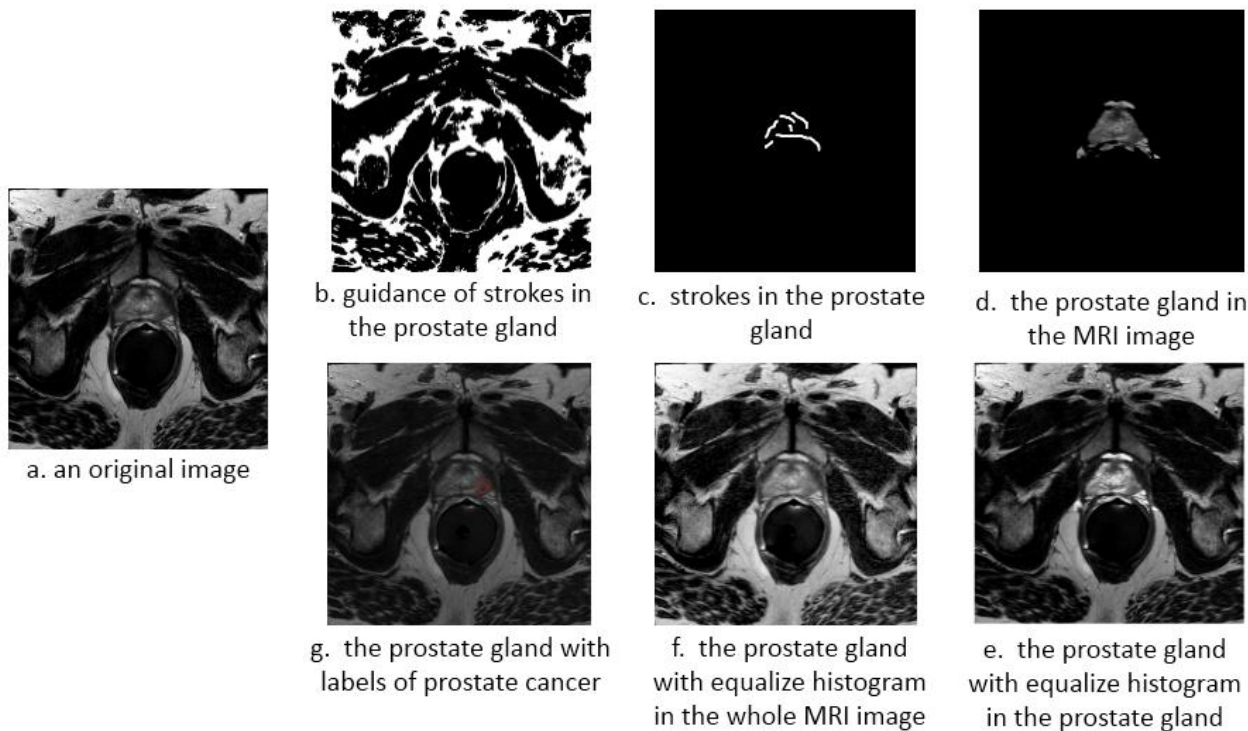 a. an original image
b. guidance of strokes in
the prostate gland
c. strokes in the prostate
gland
d. the prostate gland in
the MRI image
g. the prostate gland with
labels of prostate cancer
f. the prostate gland
with equalize histogram
in the whole MRI image
e. the prostate gland
with equalize histogram
in the prostate gland